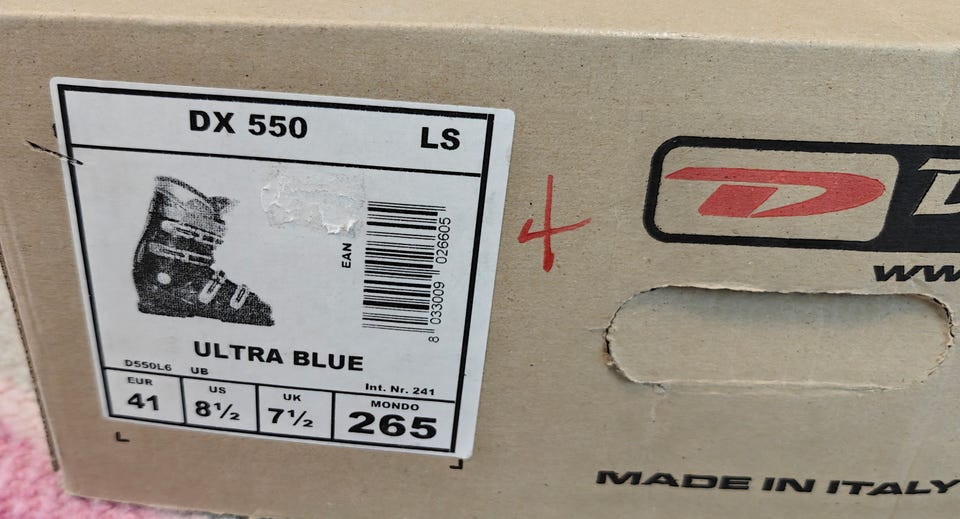 DX 550 LS
EAN
8 033009 026605
ULTRA BLUE
D550L6 UB
Int. Nr. 241
EUR US UK MONDO
41 8½ 7½ 265
4
D
ww
MADE IN ITALY